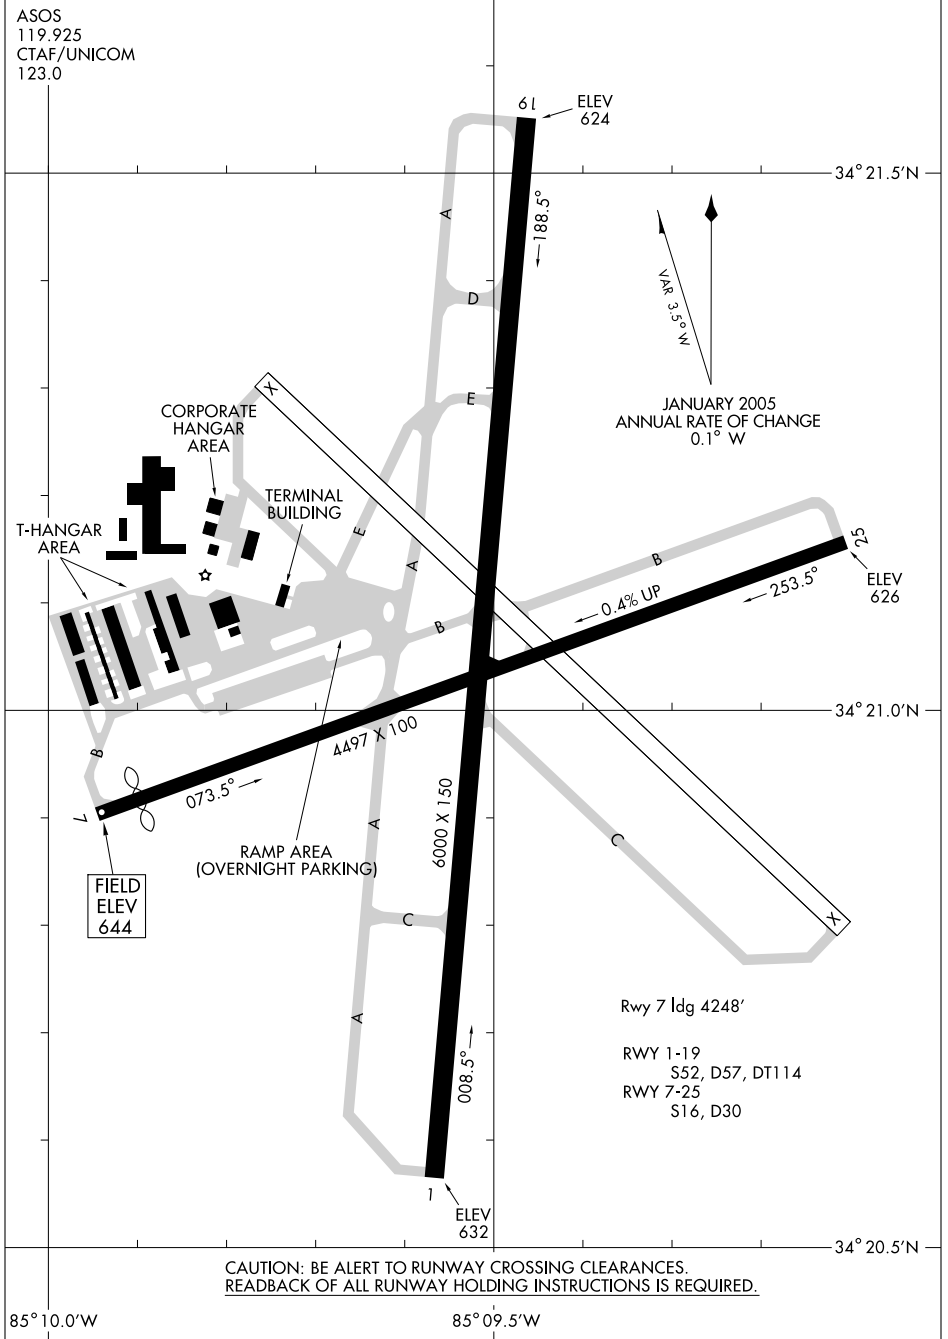 ASOS
119.925
CTAF/UNICOM
123.0
19
ELEV
624
34°21.5'N
A
188.5°
D
VAR 3.5° W
E
JANUARY 2005
ANNUAL RATE OF CHANGE
0.1° W
X
CORPORATE
HANGAR
AREA
TERMINAL
BUILDING
T-HANGAR
AREA
E
A
B
25
ELEV
626
253.5°
0.4% UP
B
34°21.0'N
4497 X 100
B
073.5°
7
6000 X 150
A
C
RAMP AREA
(OVERNIGHT PARKING)
FIELD
ELEV
644
C
X
A
008.5°
Rwy 7 ldg 4248'
RWY 1-19
S52, D57, DT114
RWY 7-25
S16, D30
1
ELEV
632
34°20.5'N
CAUTION: BE ALERT TO RUNWAY CROSSING CLEARANCES.
READBACK OF ALL RUNWAY HOLDING INSTRUCTIONS IS REQUIRED.
85°10.0'W
85°09.5'W